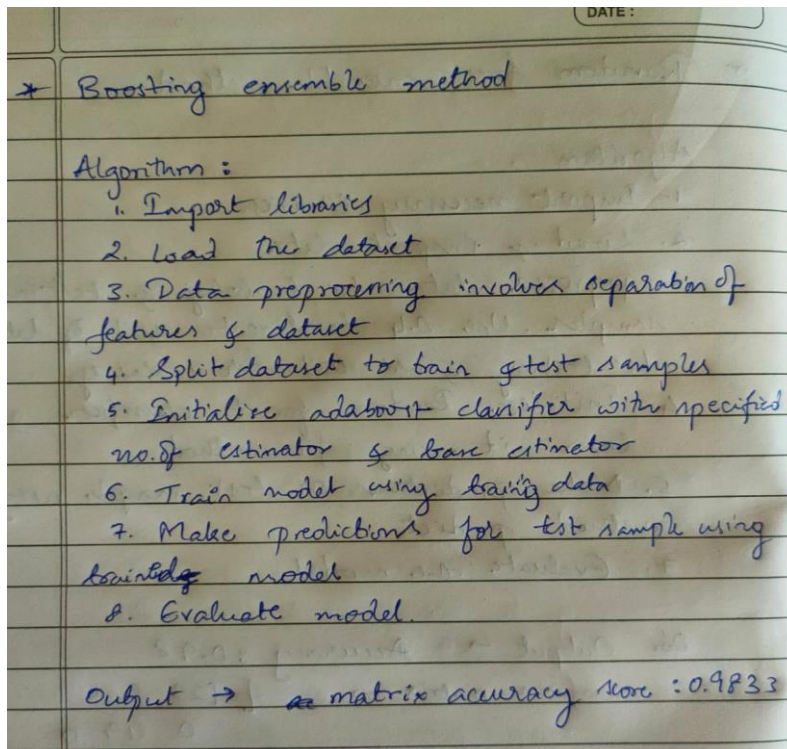 DATE :
* Boosting ensemble method
Algorithm :
1. Import libraries
2. Load the dataset
3. Data preprocessing involves separation of
features & dataset
4. Split dataset to train & test samples
5. Initialise adaboost classifier with specified
no. of estimator & base estimator
6. Train model using traing data
7. Make predictions for test sample using
trained model
8. Evaluate model.
Output → matrix accuracy score : 0.9833